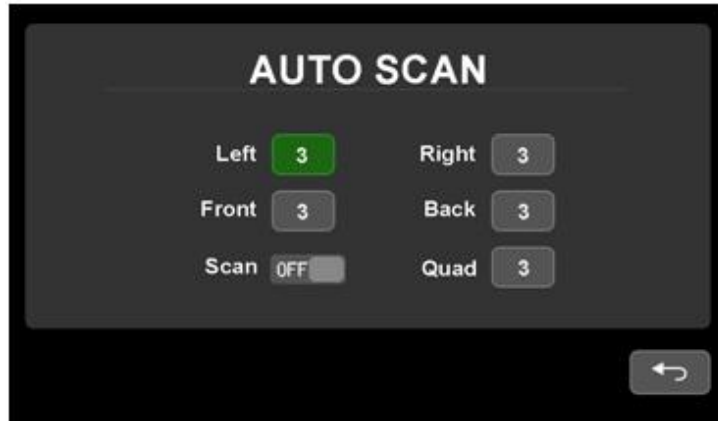 AUTO SCAN
Left 3 Right 3
Front 3 Back 3
Scan OFF Quad 3